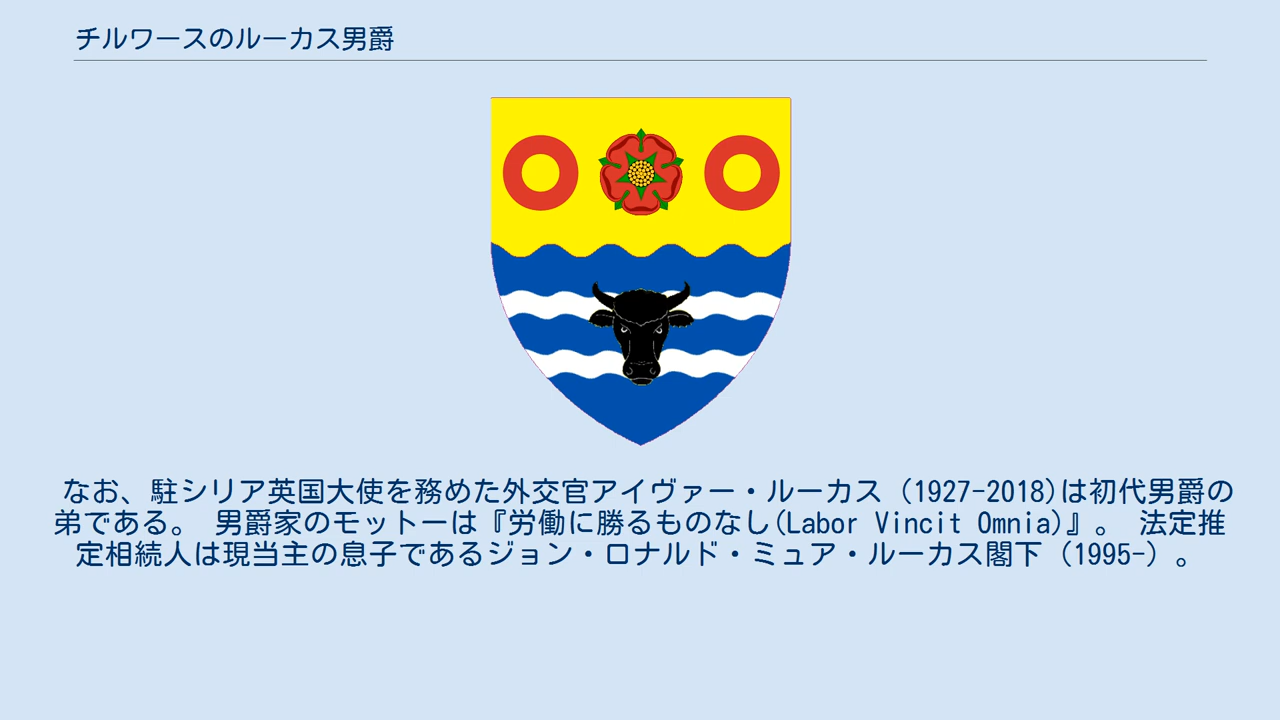 チルワースのルーカス男爵
なお、駐シリア英国大使を務めた外交官アイヴァー・ルーカス（1927-2018)は初代男爵の
弟である。 男爵家のモットーは『労働に勝るものなし(Labor Vincit Omnia)』。 法定推
定相続人は現当主の息子であるジョン・ロナルド・ミュア・ルーカス閣下（1995-）。